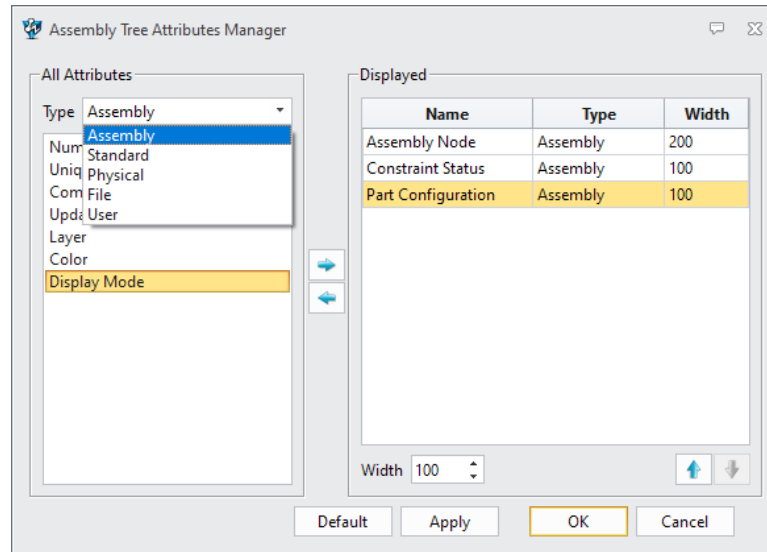 Assembly Tree Attributes Manager
All Attributes
Type Assembly
Assembly
Standard
Physical
File
User
Layer
Color
Display Mode
Displayed
Name Type Width
Assembly Node Assembly 200
Constraint Status Assembly 100
Part Configuration Assembly 100
Width 100
Default Apply OK Cancel